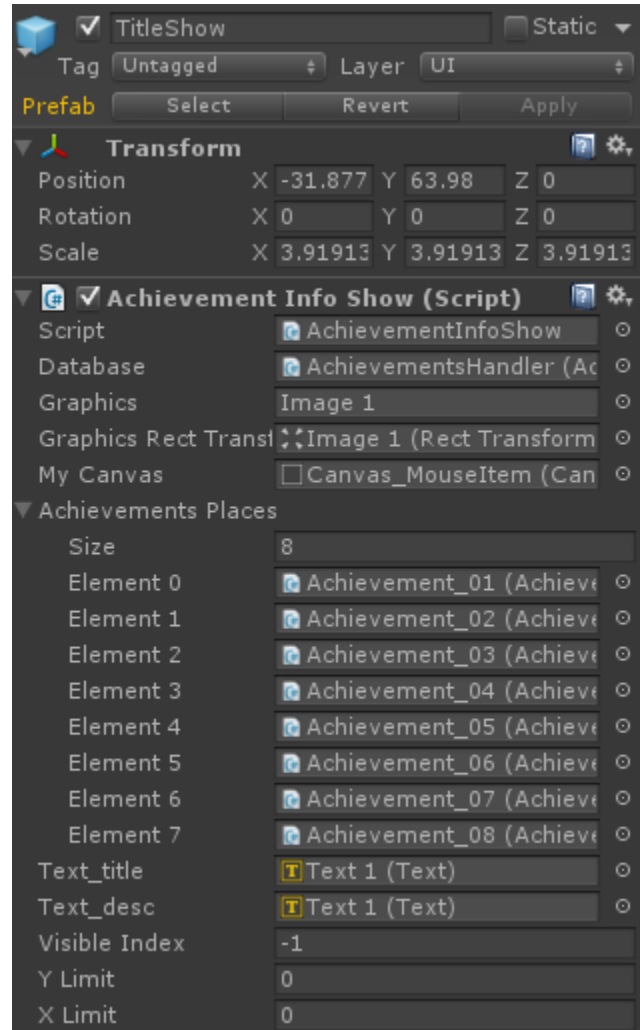 TitleShow Static
Tag Untagged Layer UI
Prefab Select Revert Apply
Transform
Position X -31.877 Y 63.98 Z 0
Rotation X 0 Y 0 Z 0
Scale X 3.91913 Y 3.91913 Z 3.91913
Achievement Info Show (Script)
Script AchievementInfoShow
Database AchievementsHandler (Ac
Graphics Image 1
Graphics Rect Transf Image 1 (Rect Transform
My Canvas Canvas_MouseItem (Can
Achievements Places
Size 8
Element 0 Achievement_01 (Achieve
Element 1 Achievement_02 (Achieve
Element 2 Achievement_03 (Achieve
Element 3 Achievement_04 (Achieve
Element 4 Achievement_05 (Achieve
Element 5 Achievement_06 (Achieve
Element 6 Achievement_07 (Achieve
Element 7 Achievement_08 (Achieve
Text_title Text 1 (Text)
Text_desc Text 1 (Text)
Visible Index -1
Y Limit 0
X Limit 0